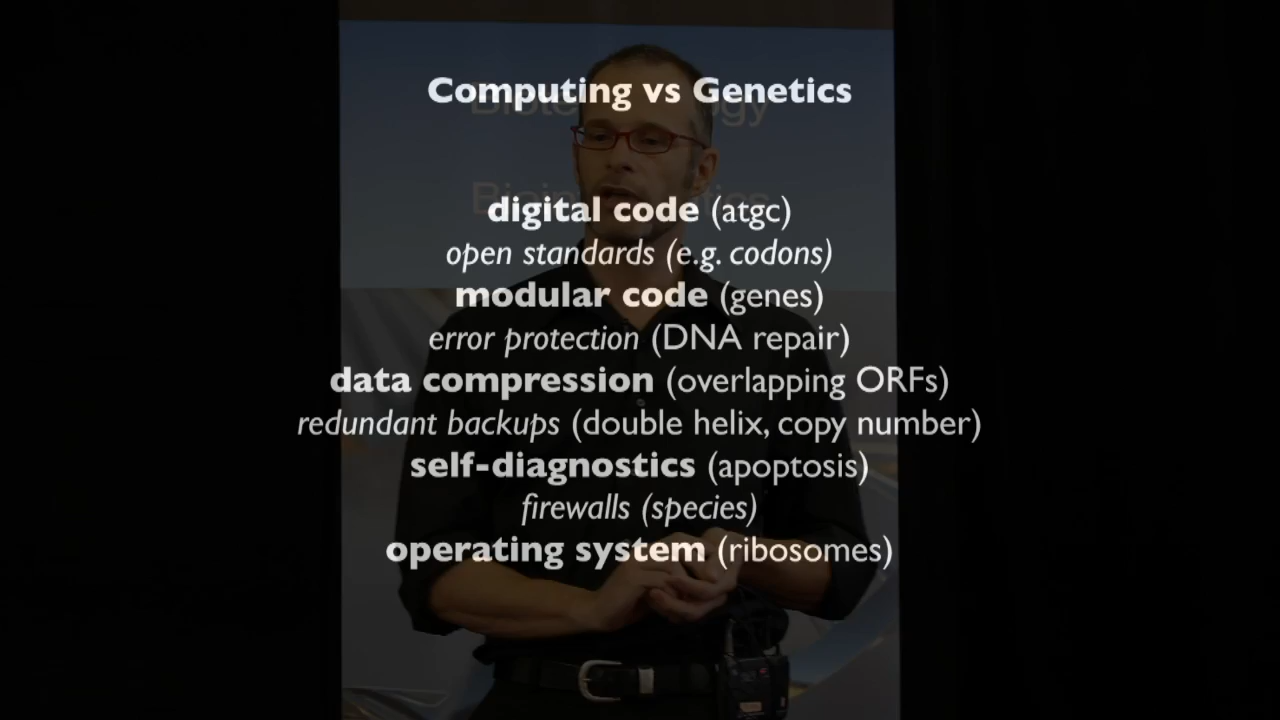 Computing vs Genetics
digital code (atgc)
open standards (e.g. codons)
modular code (genes)
error protection (DNA repair)
data compression (overlapping ORFs)
redundant backups (double helix, copy number)
self-diagnostics (apoptosis)
firewalls (species)
operating system (ribosomes)